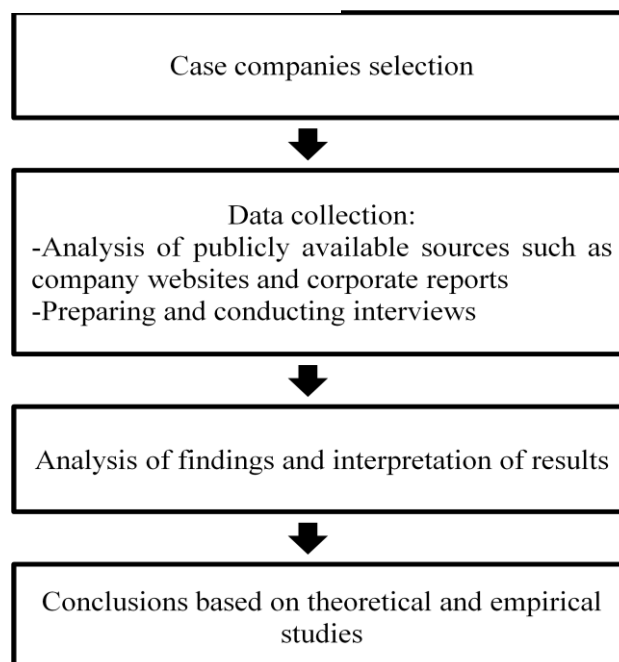 Case companies selection
Data collection:
-Analysis of publicly available sources such as
company websites and corporate reports
-Preparing and conducting interviews
Analysis of findings and interpretation of results
Conclusions based on theoretical and empirical
studies